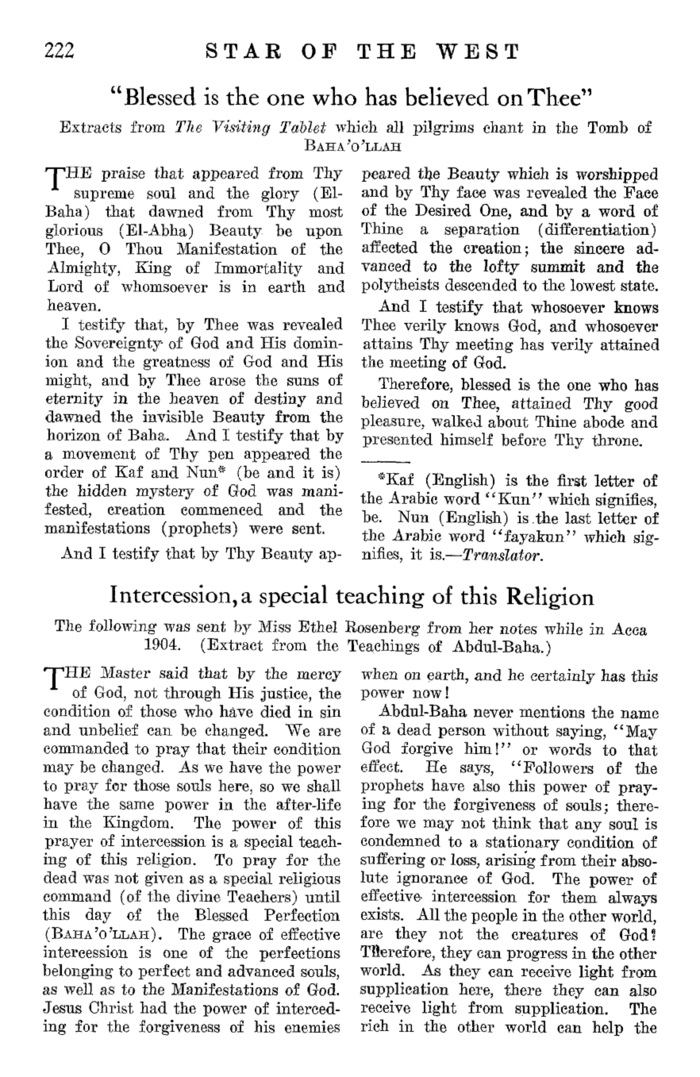 222
STAR OF THE WEST
“Blessed is the one who has believed on Thee”
Extracts from The Visiting Tablet which all pilgrims chant in the Tomb of
BAHA’O’LLAH
THE praise that appeared from Thy
supreme soul and the glory (El-
Baha) that dawned from Thy most
glorious (El-Abha) Beauty be upon
Thee, O Thou Manifestation of the
Almighty, King of Immortality and
Lord of whomsoever is in earth and
heaven.
I testify that, by Thee was revealed
the Sovereignty of God and His domin-
ion and the greatness of God and His
might, and by Thee arose the suns of
eternity in the heaven of destiny and
dawned the invisible Beauty from the
horizon of Baha. And I testify that by
a movement of Thy pen appeared the
order of Kaf and Nun* (be and it is)
the hidden mystery of God was mani-
fested, creation commenced and the
manifestations (prophets) were sent.
And I testify that by Thy Beauty ap-
peared the Beauty which is worshipped
and by Thy face was revealed the Face
of the Desired One, and by a word of
Thine a separation (differentiation)
affected the creation; the sincere ad-
vanced to the lofty summit and the
polytheists descended to the lowest state.
And I testify that whosoever knows
Thee verily knows God, and whosoever
attains Thy meeting has verily attained
the meeting of God.
Therefore, blessed is the one who has
believed on Thee, attained Thy good
pleasure, walked about Thine abode and
presented himself before Thy throne.
*Kaf (English) is the first letter of
the Arabic word “Kun” which signifies,
be. Nun (English) is the last letter of
the Arabic word “fayakun” which sig-
nifies, it is.—Translator.
Intercession, a special teaching of this Religion
The following was sent by Miss Ethel Rosenberg from her notes while in Acca
1904. (Extract from the Teachings of Abdul-Baha.)
THE Master said that by the mercy
of God, not through His justice, the
condition of those who have died in sin
and unbelief can be changed. We are
commanded to pray that their condition
may be changed. As we have the power
to pray for those souls here, so we shall
have the same power in the after-life
in the Kingdom. The power of this
prayer of intercession is a special teach-
ing of this religion. To pray for the
dead was not given as a special religious
command (of the divine Teachers) until
this day of the Blessed Perfection
(BAHA’O’LLAH). The grace of effective
intercession is one of the perfections
belonging to perfect and advanced souls,
as well as to the Manifestations of God.
Jesus Christ had the power of interced-
ing for the forgiveness of his enemies
when on earth, and he certainly has this
power now!
Abdul-Baha never mentions the name
of a dead person without saying, “May
God forgive him!” or words to that
effect. He says, “Followers of the
prophets have also this power of pray-
ing for the forgiveness of souls; there-
fore we may not think that any soul is
condemned to a stationary condition of
suffering or loss, arising from their abso-
lute ignorance of God. The power of
effective intercession for them always
exists. All the people in the other world,
are they not the creatures of God?
Therefore, they can progress in the other
world. As they can receive light from
supplication here, there they can also
receive light from supplication. The
rich in the other world can help the